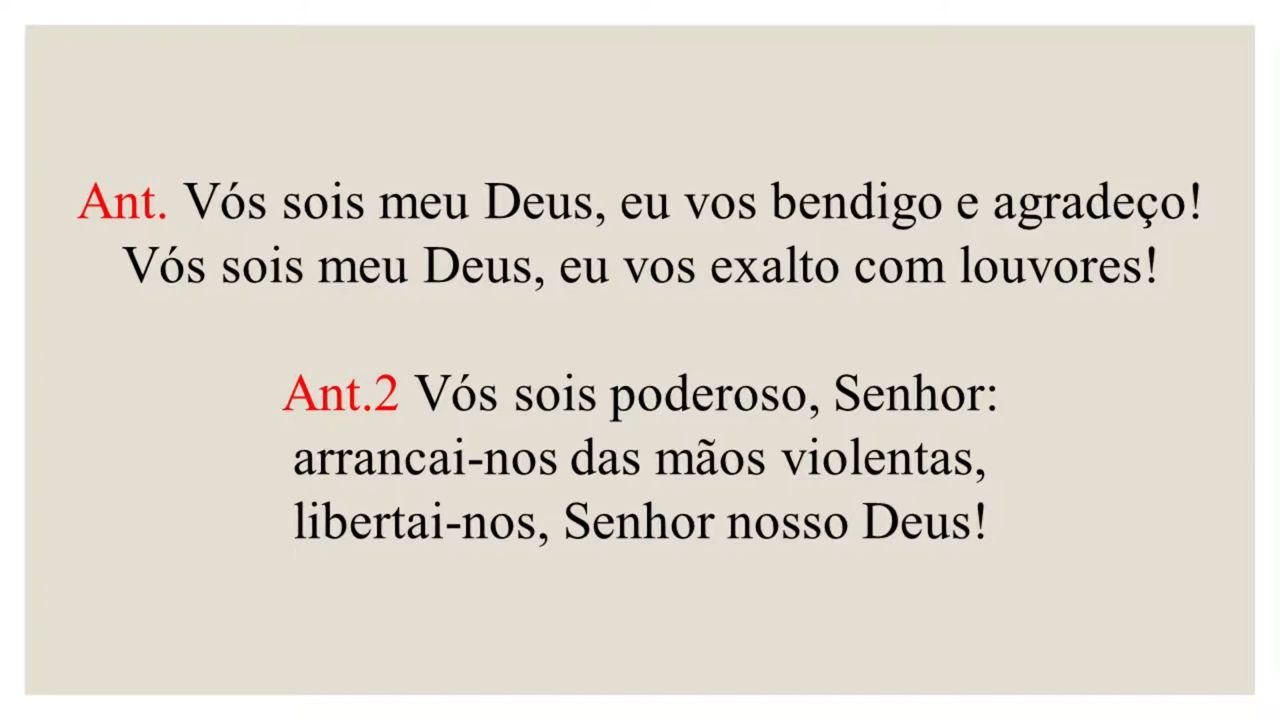 Ant. Vós sois meu Deus, eu vos bendigo e agradeço!
Vós sois meu Deus, eu vos exalto com louvores!
Ant.2 Vós sois poderoso, Senhor:
arrancai-nos das mãos violentas,
libertai-nos, Senhor nosso Deus!